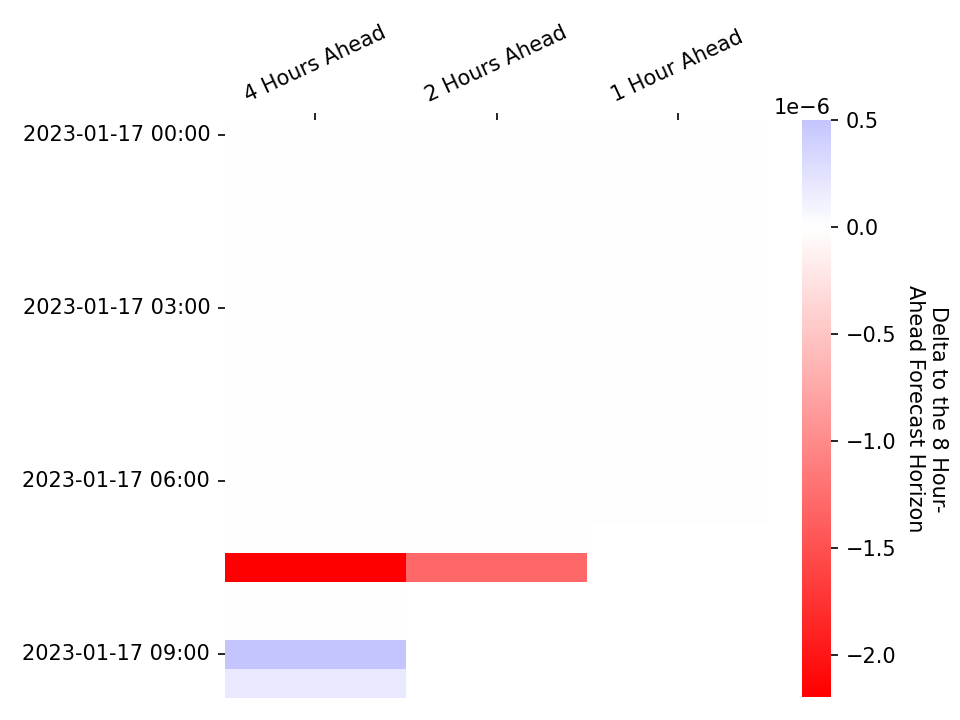 4 Hours Ahead
2 Hours Ahead
1 Hour Ahead
1e−6
2023-01-17 00:00
2023-01-17 03:00
2023-01-17 06:00
2023-01-17 09:00
0.5
0.0
−0.5
−1.0
−1.5
−2.0
Delta to the 8 Hour-
Ahead Forecast Horizon